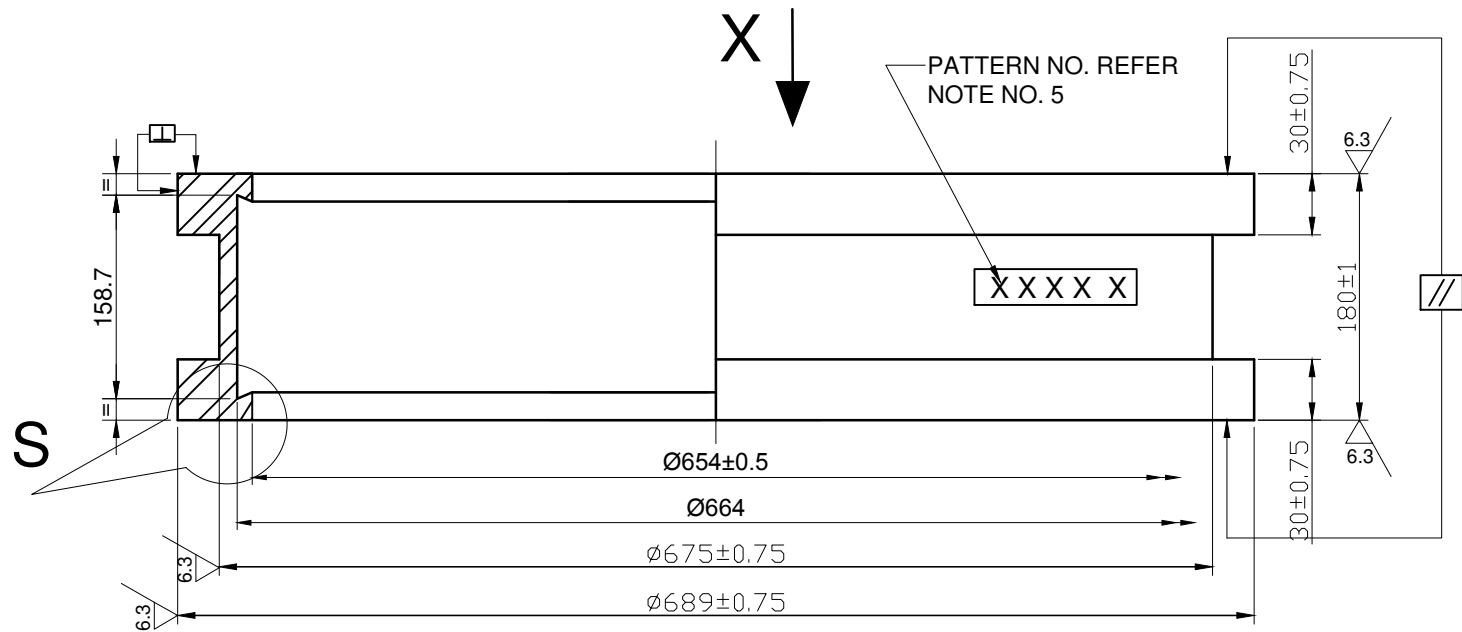 X
PATTERN NO. REFER
NOTE NO. 5
30±0.75
6.3
=
158.7
X X X X X
180±1
=
S
6.3
Ø654±0.5
30±0.75
Ø664
6.3
Ø675±0.75
6.3
Ø689±0.75